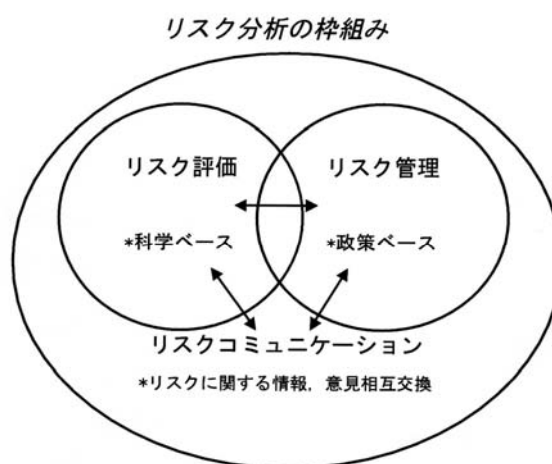 リスク分析の枠組み
リスク評価
リスク管理
*科学ベース
*政策ベース
リスクコミュニケーション
*リスクに関する情報，意見相互交換